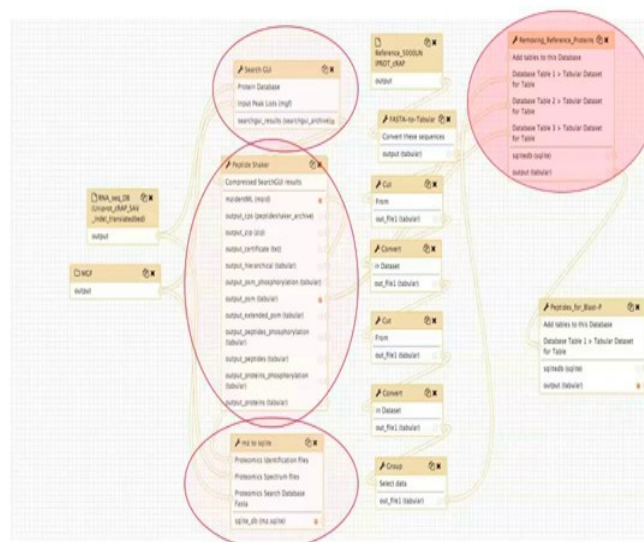 Search GUI
Protein Database
Input Peak Lists (mgf)
searchgui_results (searchgui_archive)
Reference_5000UN
IPROT_cRAP
output
Removing_Reference_Proteins
Add tables to this Database
Database Table 1 > Tabular Dataset
for Table
Database Table 2 > Tabular Dataset
for Table
Database Table 3 > Tabular Dataset
for Table
sqlitedb (sqlite)
output (tabular)
FASTA-to-Tabular
Convert these sequences
output (tabular)
Peptide Shaker
Compressed SearchGUI results
mzidentML (mzid)
output_cps (peptideshaker_archive)
output_zip (zip)
output_certificate (txt)
output_hierarchical (tabular)
output_psm_phosphorylation (tabular)
output_psm (tabular)
output_extended_psm (tabular)
output_peptides_phosphorylation
(tabular)
output_peptides (tabular)
output_proteins_phosphorylation
(tabular)
output_proteins (tabular)
Cut
From
out_file1 (tabular)
RNA_seq_DB
(Uniprot_cRAP_SAV
_indel_translatedbed)
output
Convert
in Dataset
out_file1 (tabular)
MGF
output
Cut
From
out_file1 (tabular)
Peptides_for_Blast-P
Add tables to this Database
Database Table 1 > Tabular Dataset
for Table
sqlitedb (sqlite)
output (tabular)
Convert
in Dataset
out_file1 (tabular)
mz to sqlite
Proteomics Identification files
Proteomics Spectrum files
Proteomics Search Database
Fasta
sqlite_db (mz.sqlite)
Group
Select data
out_file1 (tabular)